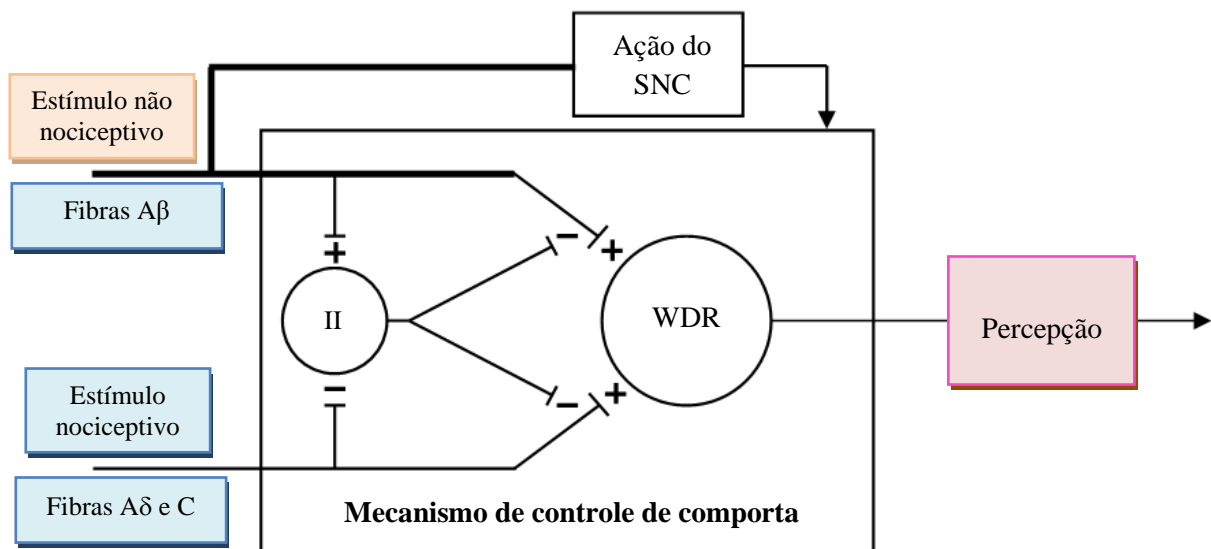 Ação do
SNC
Estímulo não
nociceptivo
Fibras Aβ
+
-
+
II
WDR
Percepção
-
-
+
Estímulo
nociceptivo
Fibras Aδ e C
Mecanismo de controle de comporta